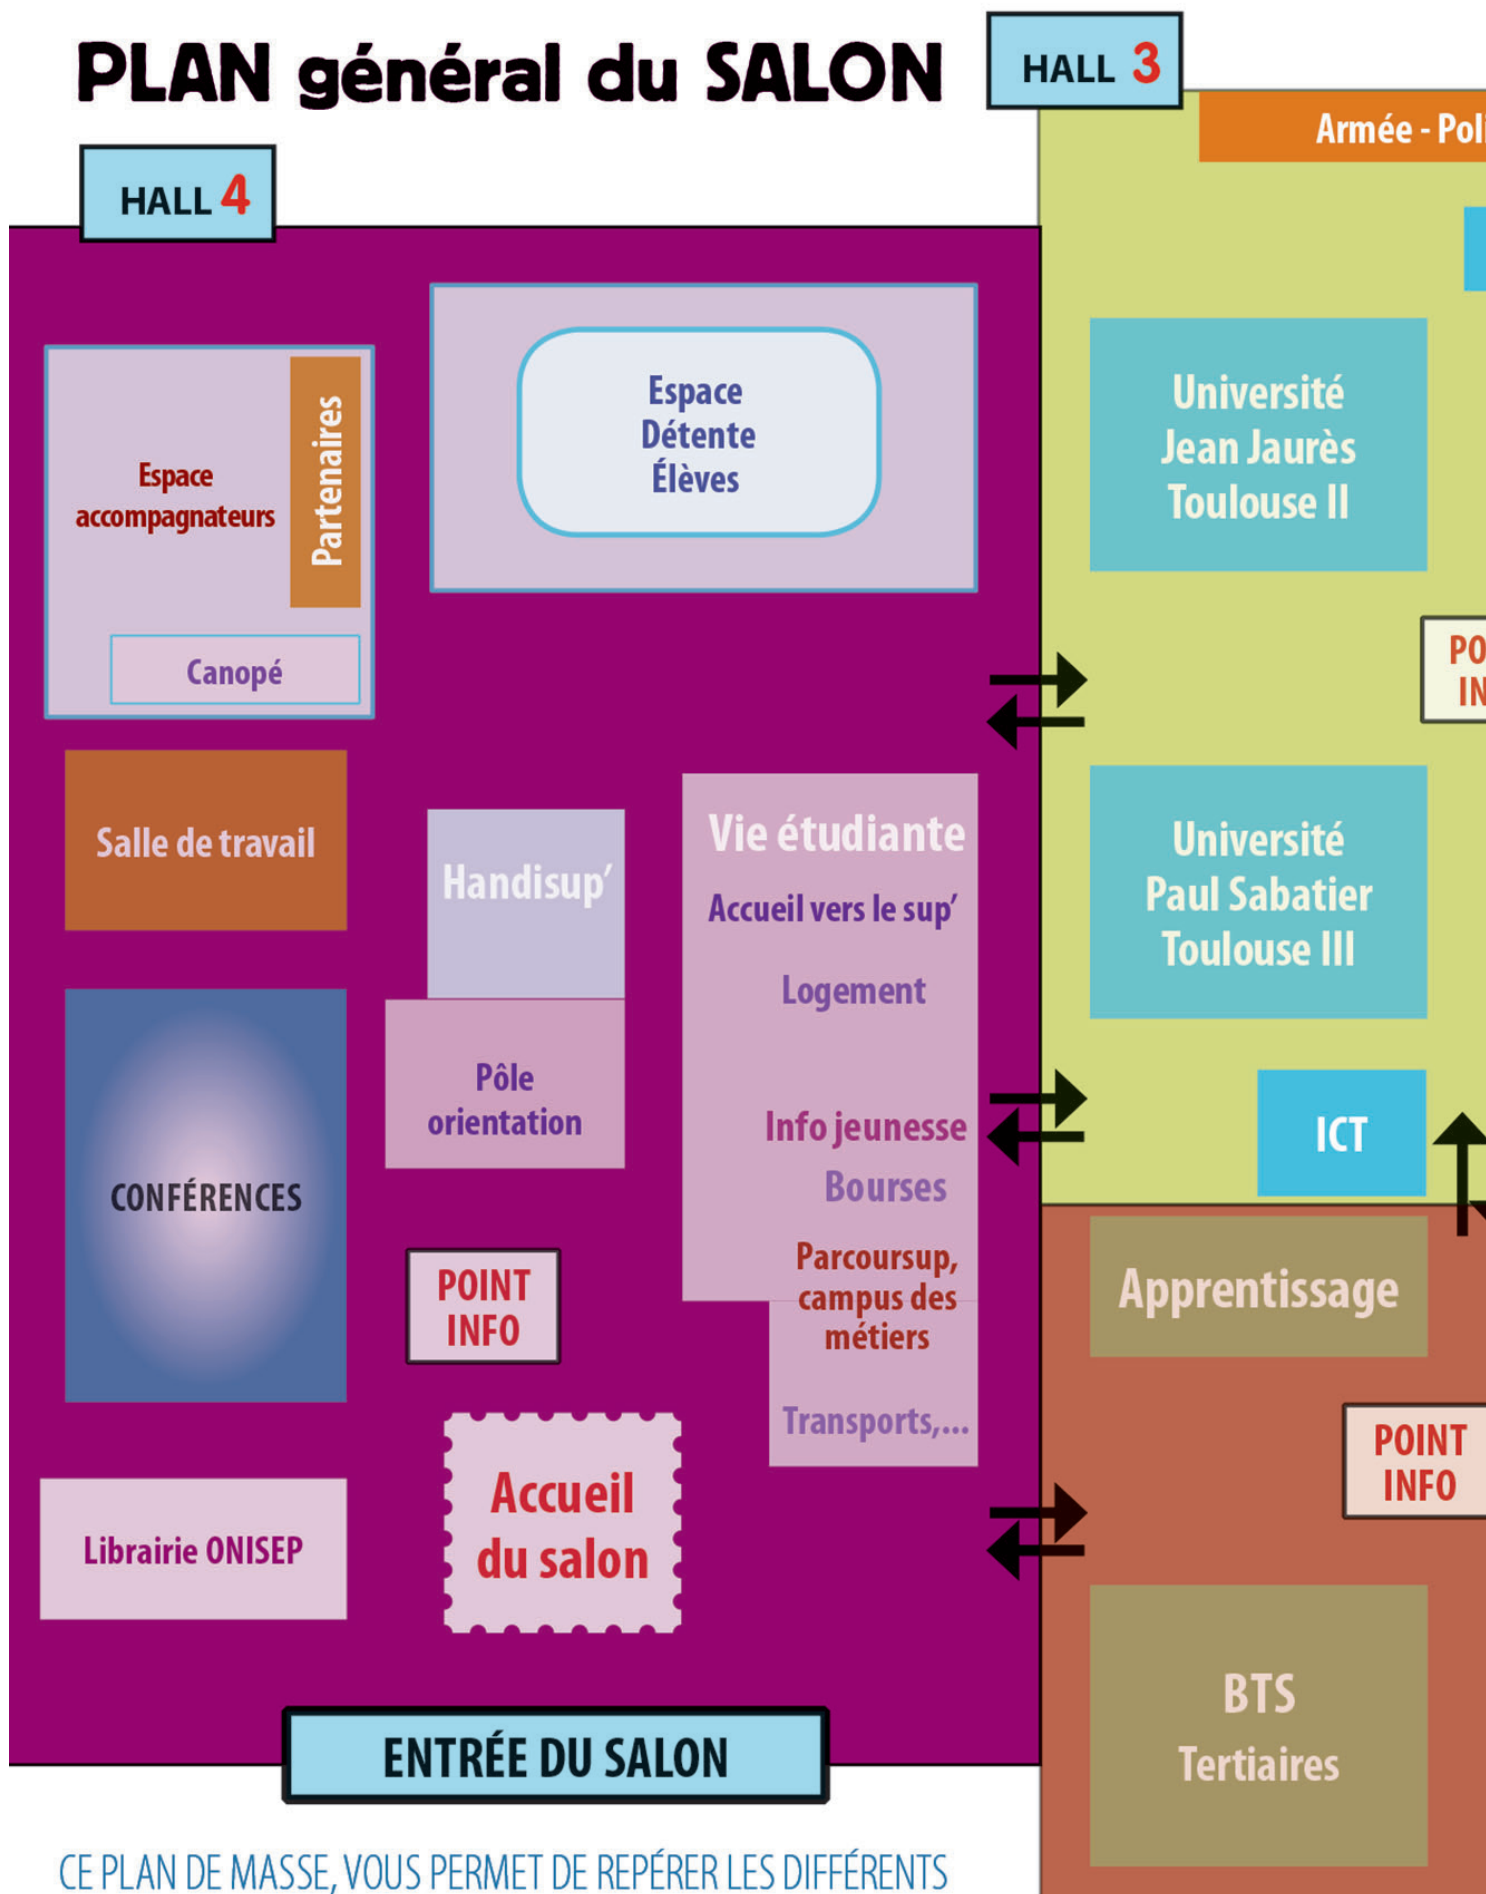 PLAN général du SALON
HALL 3
Armée - Poli
HALL 4
Espace
Détente
Élèves
Partenaires
Espace
accompagnateurs
Canopé
Université
Jean Jaurès
Toulouse II
PO
IN
Salle de travail
Handisup’
Vie étudiante
Accueil vers le sup’
Logement
Info jeunesse
Bourses
Parcoursup,
campus des
métiers
Transports,...
Université
Paul Sabatier
Toulouse III
Pôle
orientation
CONFÉRENCES
ICT
POINT
INFO
Apprentissage
POINT
INFO
Accueil
du salon
Librairie ONISEP
BTS
Tertiaires
ENTRÉE DU SALON
CE PLAN DE MASSE, VOUS PERMET DE REPÉRER LES DIFFÉRENTS